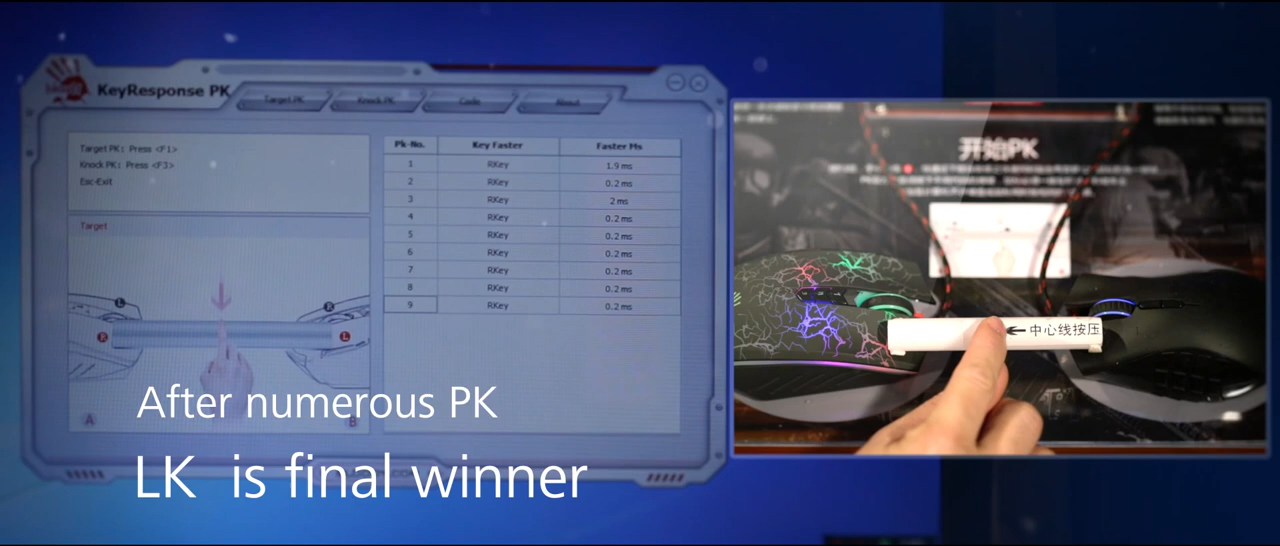 KeyResponse PK
Target PK
Knock PK
Code
About
Target PK: Press <F1>
Knock PK: Press <F3>
Esc-Exit
Target
L
R
R
L
A
B
Pk-No. Key Faster Faster Ms
1 RKey 1.9 ms
2 RKey 0.2 ms
3 RKey 2 ms
4 RKey 0.2 ms
5 RKey 0.2 ms
6 RKey 0.2 ms
7 RKey 0.2 ms
8 RKey 0.2 ms
9 RKey 0.2 ms
开始PK
中心线按压
After numerous PK
LK is final winner